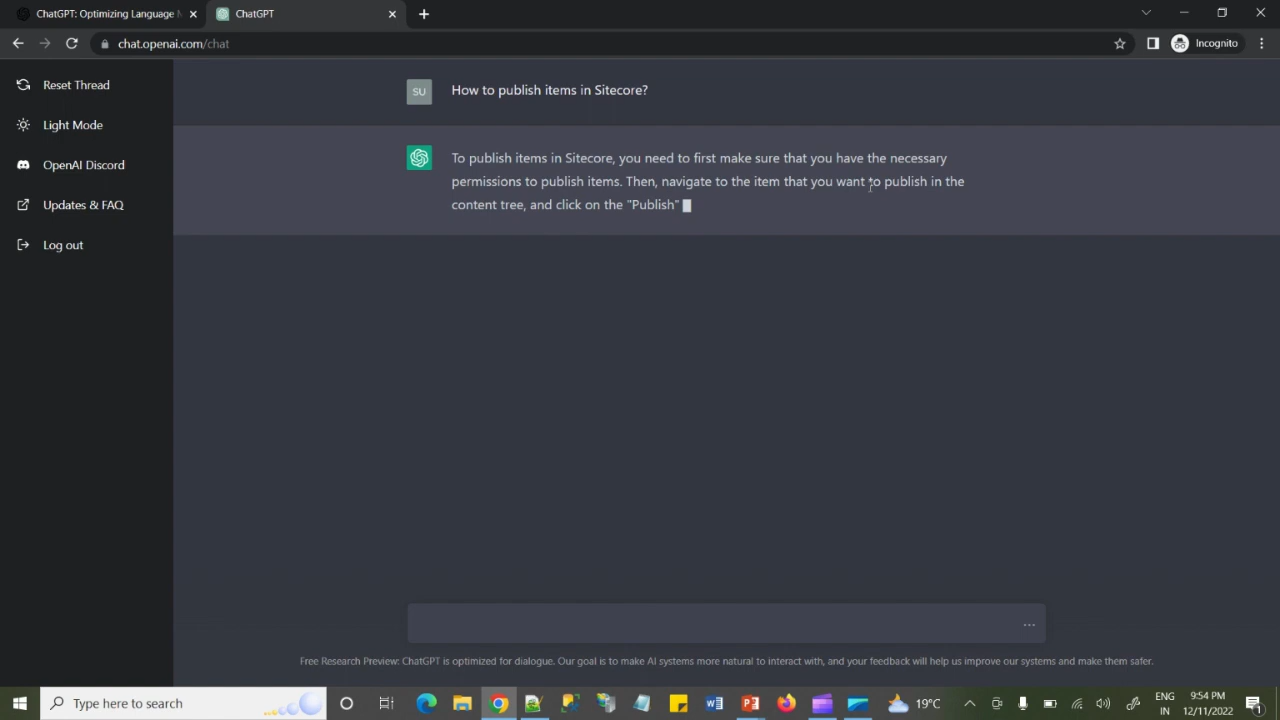 ChatGPT: Optimizing Language
ChatGPT
chat.openai.com/chat
Incognito
Reset Thread
Light Mode
OpenAI Discord
Updates & FAQ
Log out
SU
How to publish items in Sitecore?
To publish items in Sitecore, you need to first make sure that you have the necessary
permissions to publish items. Then, navigate to the item that you want to publish in the
content tree, and click on the "Publish"
Free Research Preview: ChatGPT is optimized for dialogue. Our goal is to make AI systems more natural to interact with, and your feedback will help us improve our systems and make them safer.
Type here to search
19°C
ENG
IN
9:54 PM
12/11/2022
1